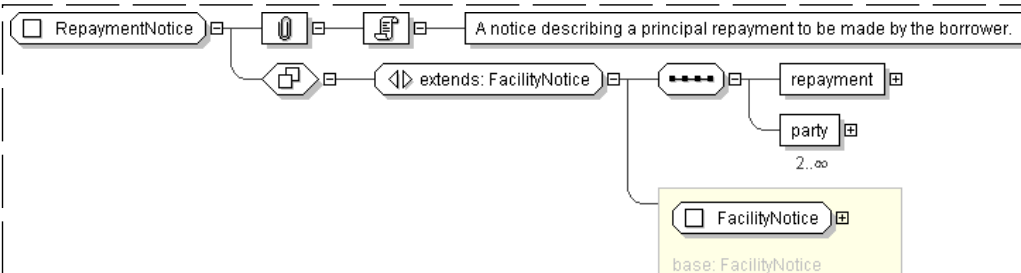 RepaymentNotice
A notice describing a principal repayment to be made by the borrower.
extends: FacilityNotice
repayment
party
2..∞
FacilityNotice
base: FacilityNotice